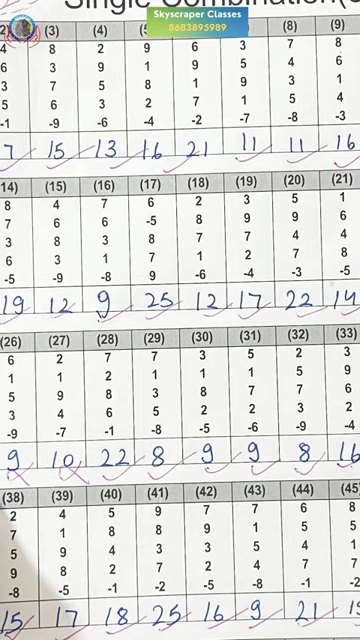 Single Combination(
Skyscraper Classes
8683895989
2) (3) (4) (5 (8) (9)
4 8 2 9 6 3 7 8
6 3 9 1 9 5 4 6
3 7 5 8 1 9 3 1
5 6 3 2 7 1 5 4
-1 -9 -6 -4 -2 -7 -8 -3
7 15 13 16 21 11 11 16
14) (15) (16) (17) (18) (19) (20) (21)
8 4 7 6 2 3 5 1
7 6 6 -5 8 9 9 6
3 8 3 8 7 7 4 4
6 3 1 7 1 2 7 8
-5 -9 -8 9 -6 -4 -3 -5
19 12 9 25 12 17 22 14
(26) (27) (28) (29) (30) (31) (32) (33)
6 2 7 7 3 5 2 3
1 1 2 1 1 1 5 9
5 9 8 3 8 7 7 6
3 4 6 5 2 2 3 2
-9 -7 -1 -8 -5 -6 -9 -4
9 10 22 8 9 9 8 16
(38) (39) (40) (41) (42) (43) (44) (45
2 4 5 9 7 7 6 8
7 1 8 8 9 1 5 5
5 9 4 3 3 5 4 1
9 8 2 7 2 4 7 7
-8 -5 -1 -2 -5 -8 -1 -2
15 17 18 25 16 9 21